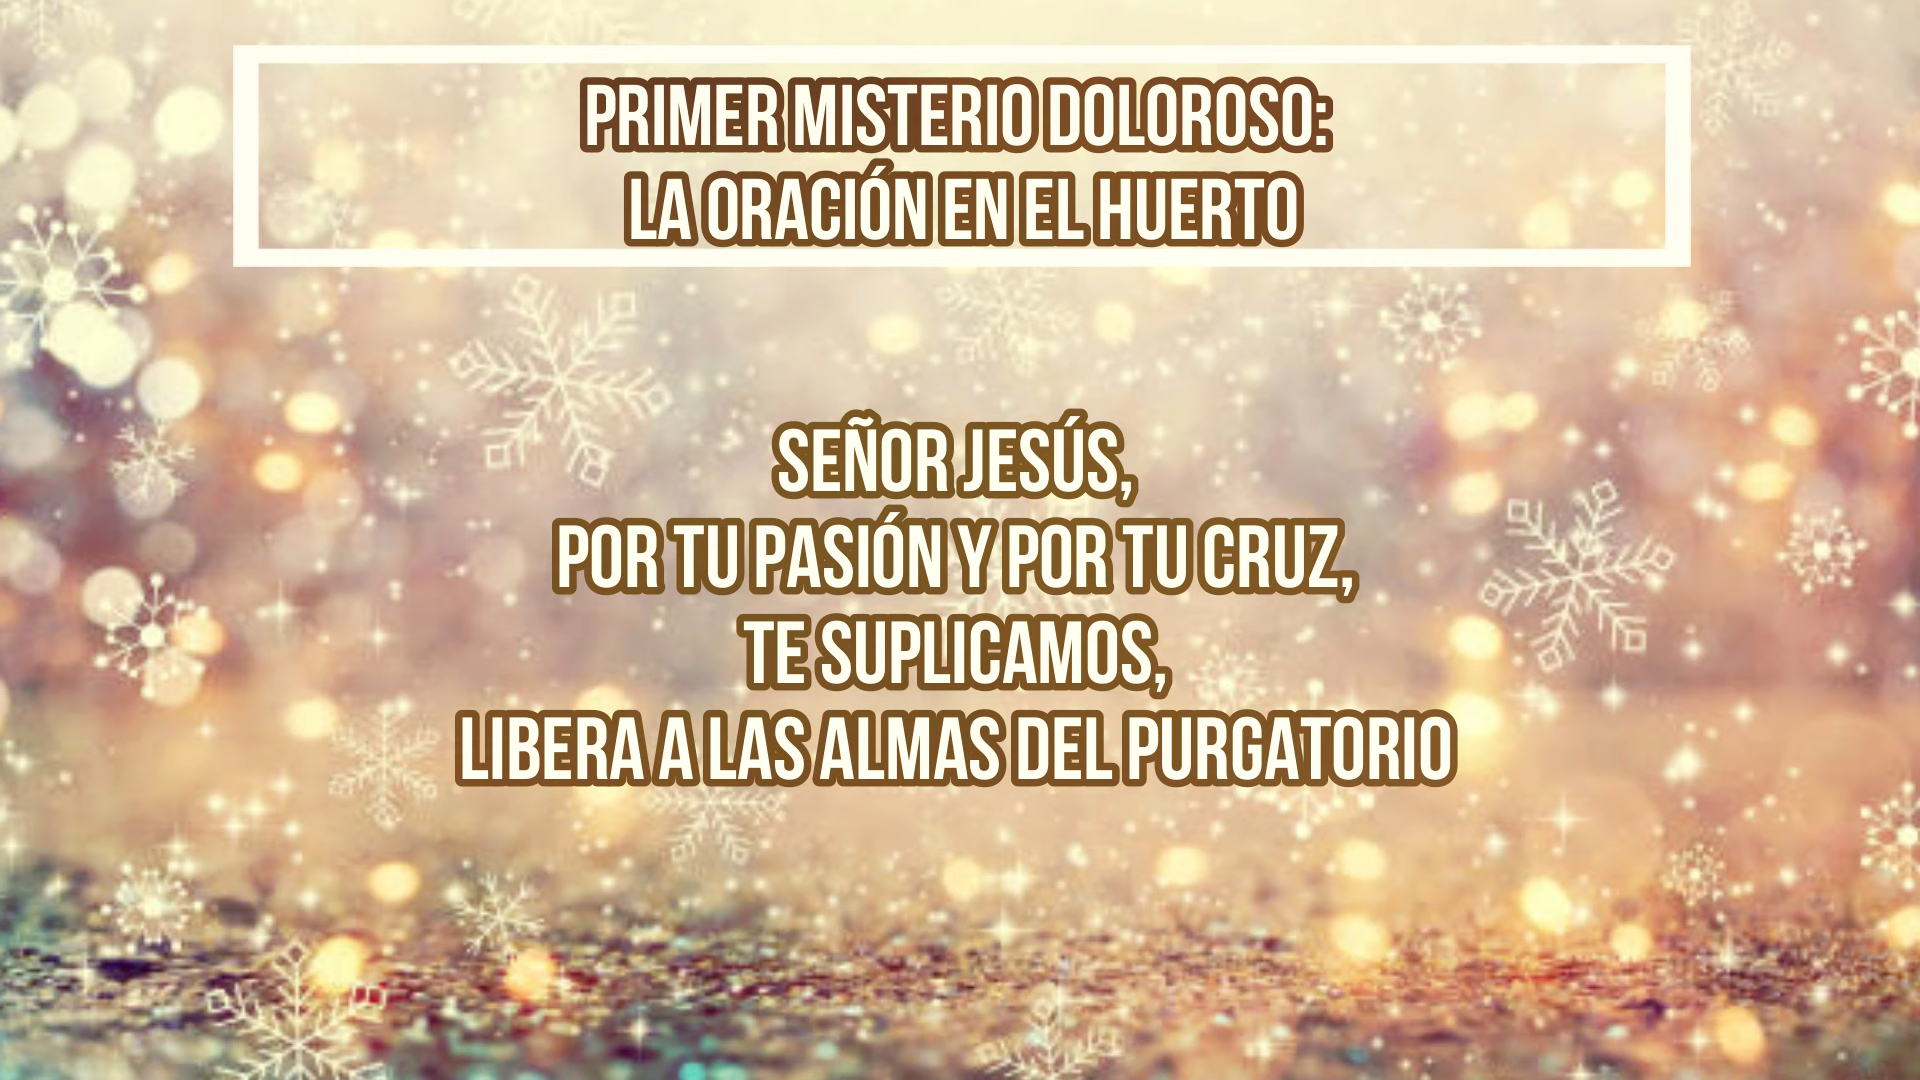 PRIMER MISTERIO DOLOROSO:
LA ORACIÓN EN EL HUERTO
SEÑOR JESÚS,
POR TU PASIÓN Y POR TU CRUZ,
TE SUPLICAMOS,
LIBERA A LAS ALMAS DEL PURGATORIO